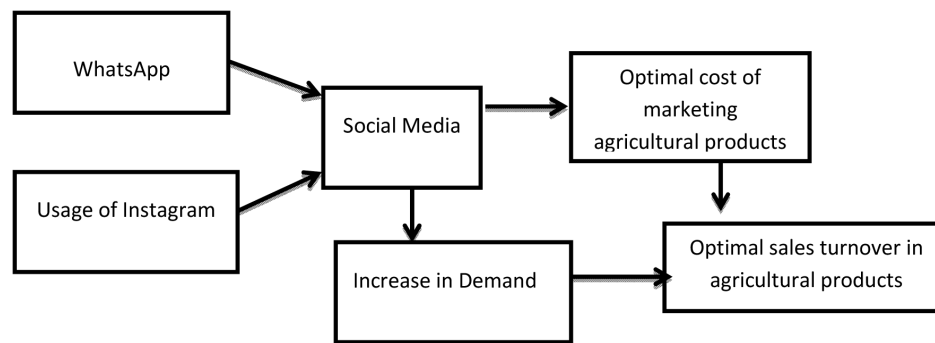 WhatsApp
Optimal cost of
marketing
agricultural products
Social Media
Usage of Instagram
Optimal sales turnover in
agricultural products
Increase in Demand